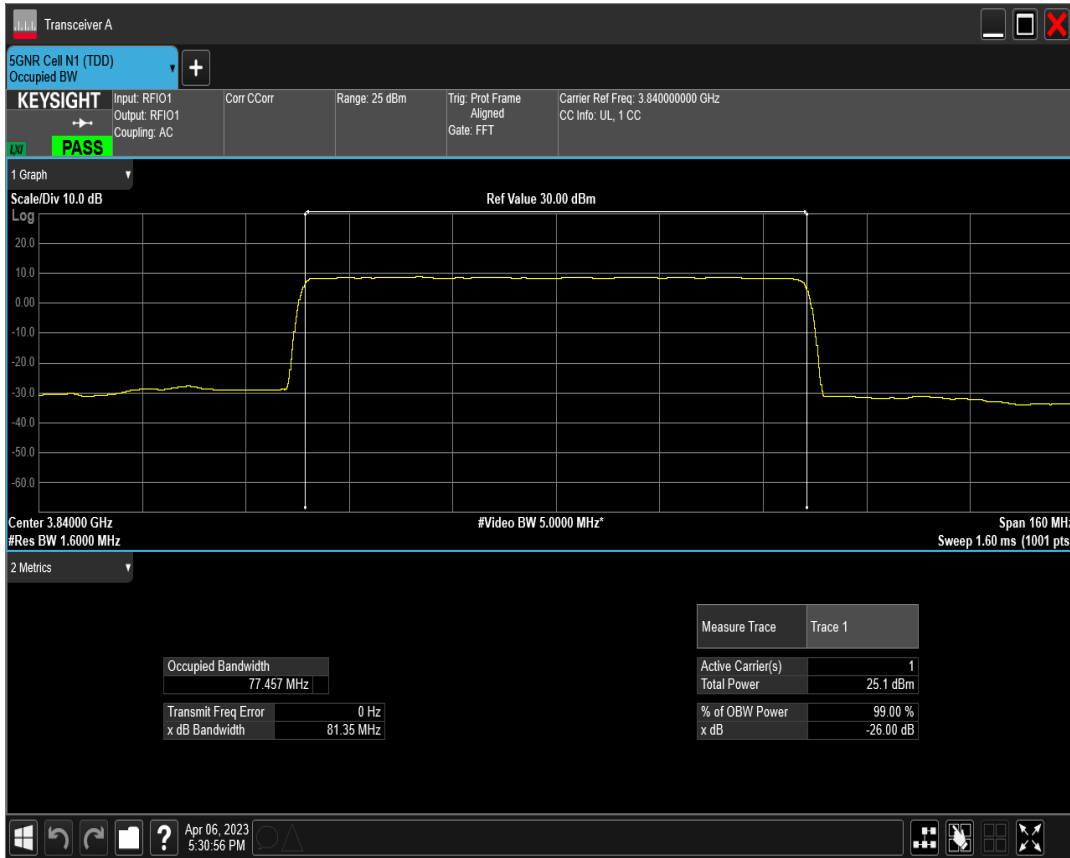 Transceiver A
5GNR Cell N1 (TDD)
Occupied BW
KEYSIGHT
LXI
PASS
Input: RFIO1
Output: RFIO1
Coupling: AC
Corr CCorr
Range: 25 dBm
Trig: Prot Frame
Aligned
Gate: FFT
Carrier Ref Freq: 3.840000000 GHz
CC Info: UL, 1 CC
1 Graph
Scale/Div 10.0 dB
Ref Value 30.00 dBm
Log
20.0
10.0
0.00
-10.0
-20.0
-30.0
-40.0
-50.0
-60.0
Center 3.84000 GHz
#Video BW 5.0000 MHz*
Span 160 MHz
#Res BW 1.6000 MHz
Sweep 1.60 ms (1001 pts
2 Metrics
Measure Trace Trace 1
Occupied Bandwidth
77.457 MHz
Active Carrier(s) 1
Total Power 25.1 dBm
Transmit Freq Error 0 Hz
x dB Bandwidth 81.35 MHz
% of OBW Power 99.00 %
x dB -26.00 dB
?
Apr 06, 2023
5:30:56 PM